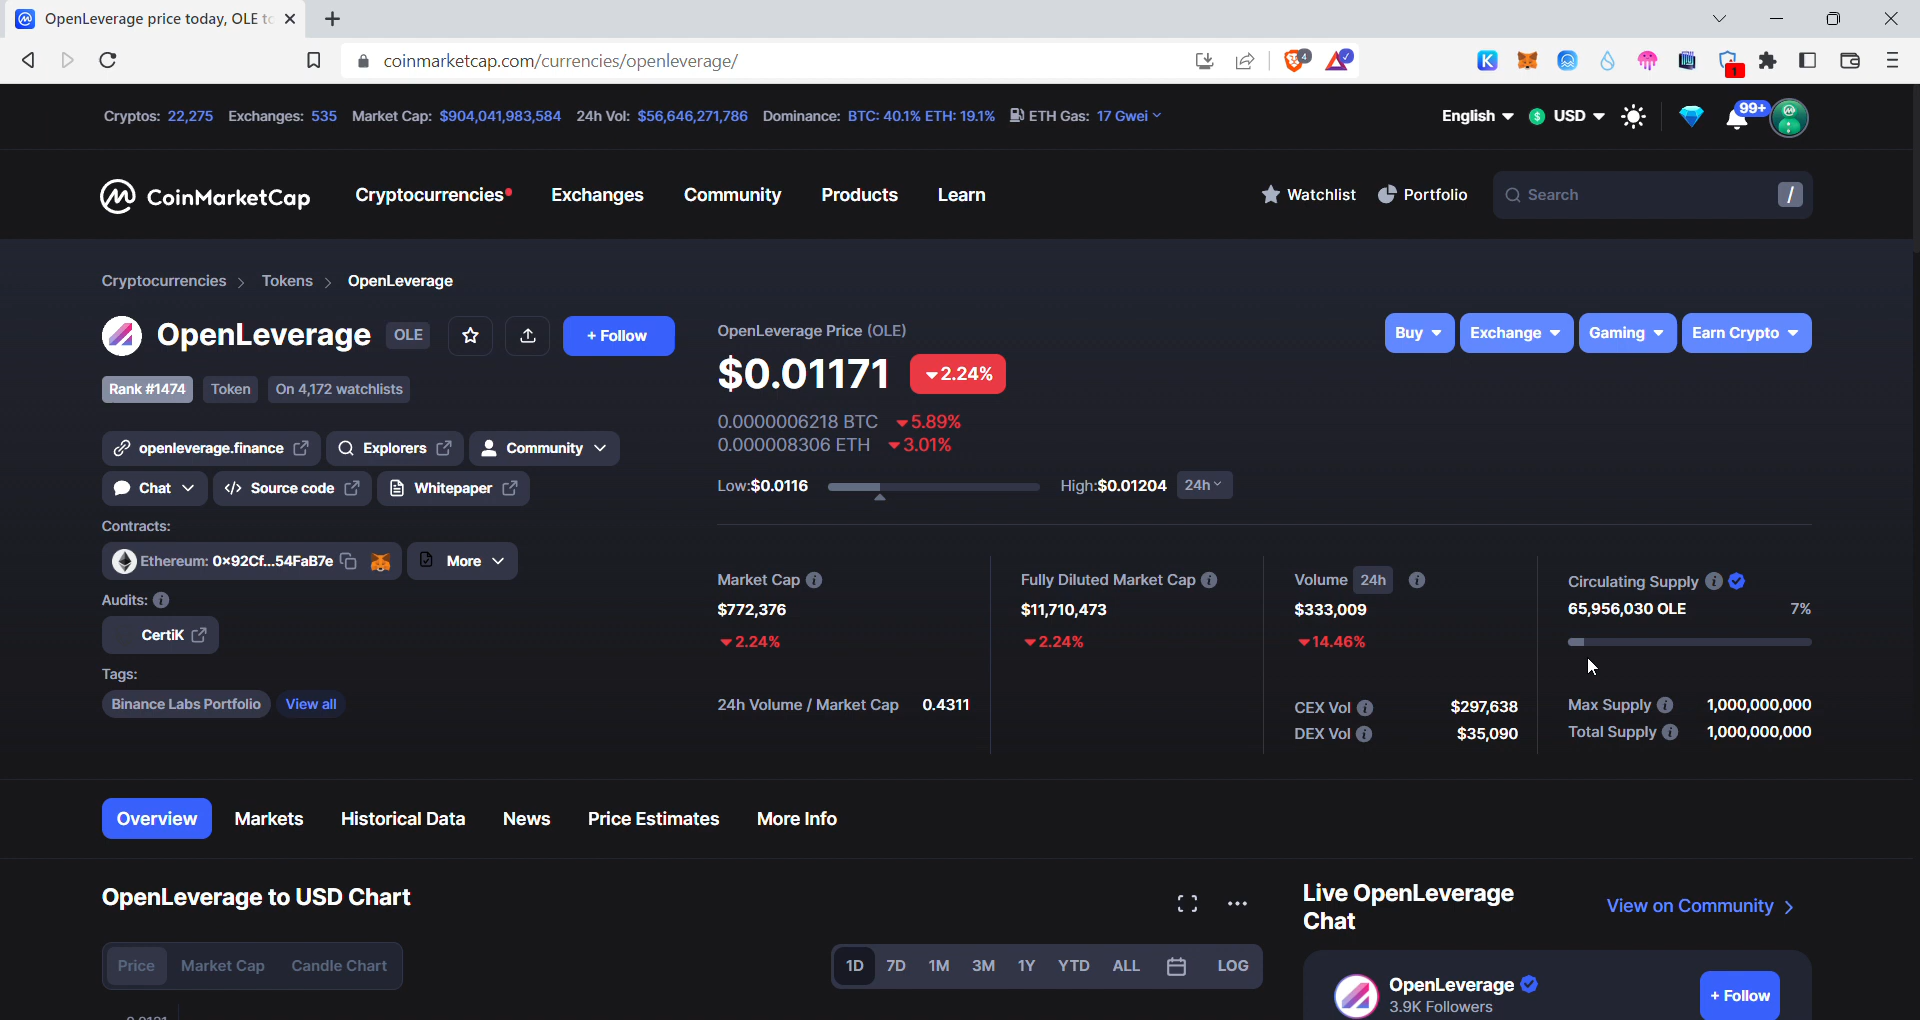 OpenLeverage price today, OLE to
coinmarketcap.com/currencies/openleverage/
4
1
Cryptos: 22,275 Exchanges: 535 Market Cap: $904,041,983,584 24h Vol: $56,646,271,786 Dominance: BTC: 40.1% ETH: 19.1% ETH Gas: 17 Gwei
English USD 99+
CoinMarketCap Cryptocurrencies Exchanges Community Products Learn Watchlist Portfolio Search /
Cryptocurrencies > Tokens > OpenLeverage
OpenLeverage OLE + Follow
Rank #1474 Token On 4,172 watchlists
openleverage.finance Explorers Community
Chat Source code Whitepaper
Contracts:
Ethereum: 0x92Cf...54FaB7e More
Audits:
CertiK
Tags:
Binance Labs Portfolio View all
OpenLeverage Price (OLE)
$0.01171 2.24%
0.0000006218 BTC 5.89%
0.000008306 ETH 3.01%
Low:$0.0116 High:$0.01204 24h
Buy Exchange Gaming Earn Crypto
Market Cap
$772,376
2.24%
24h Volume / Market Cap 0.4311
Fully Diluted Market Cap
$11,710,473
2.24%
Volume 24h
$333,009
14.46%
CEX Vol $297,638
DEX Vol $35,090
Circulating Supply
65,956,030 OLE 7%
Max Supply 1,000,000,000
Total Supply 1,000,000,000
Overview Markets Historical Data News Price Estimates More Info
OpenLeverage to USD Chart
Price Market Cap Candle Chart
1D 7D 1M 3M 1Y YTD ALL LOG
Live OpenLeverage
Chat
View on Community >
OpenLeverage
3.9K Followers
+ Follow